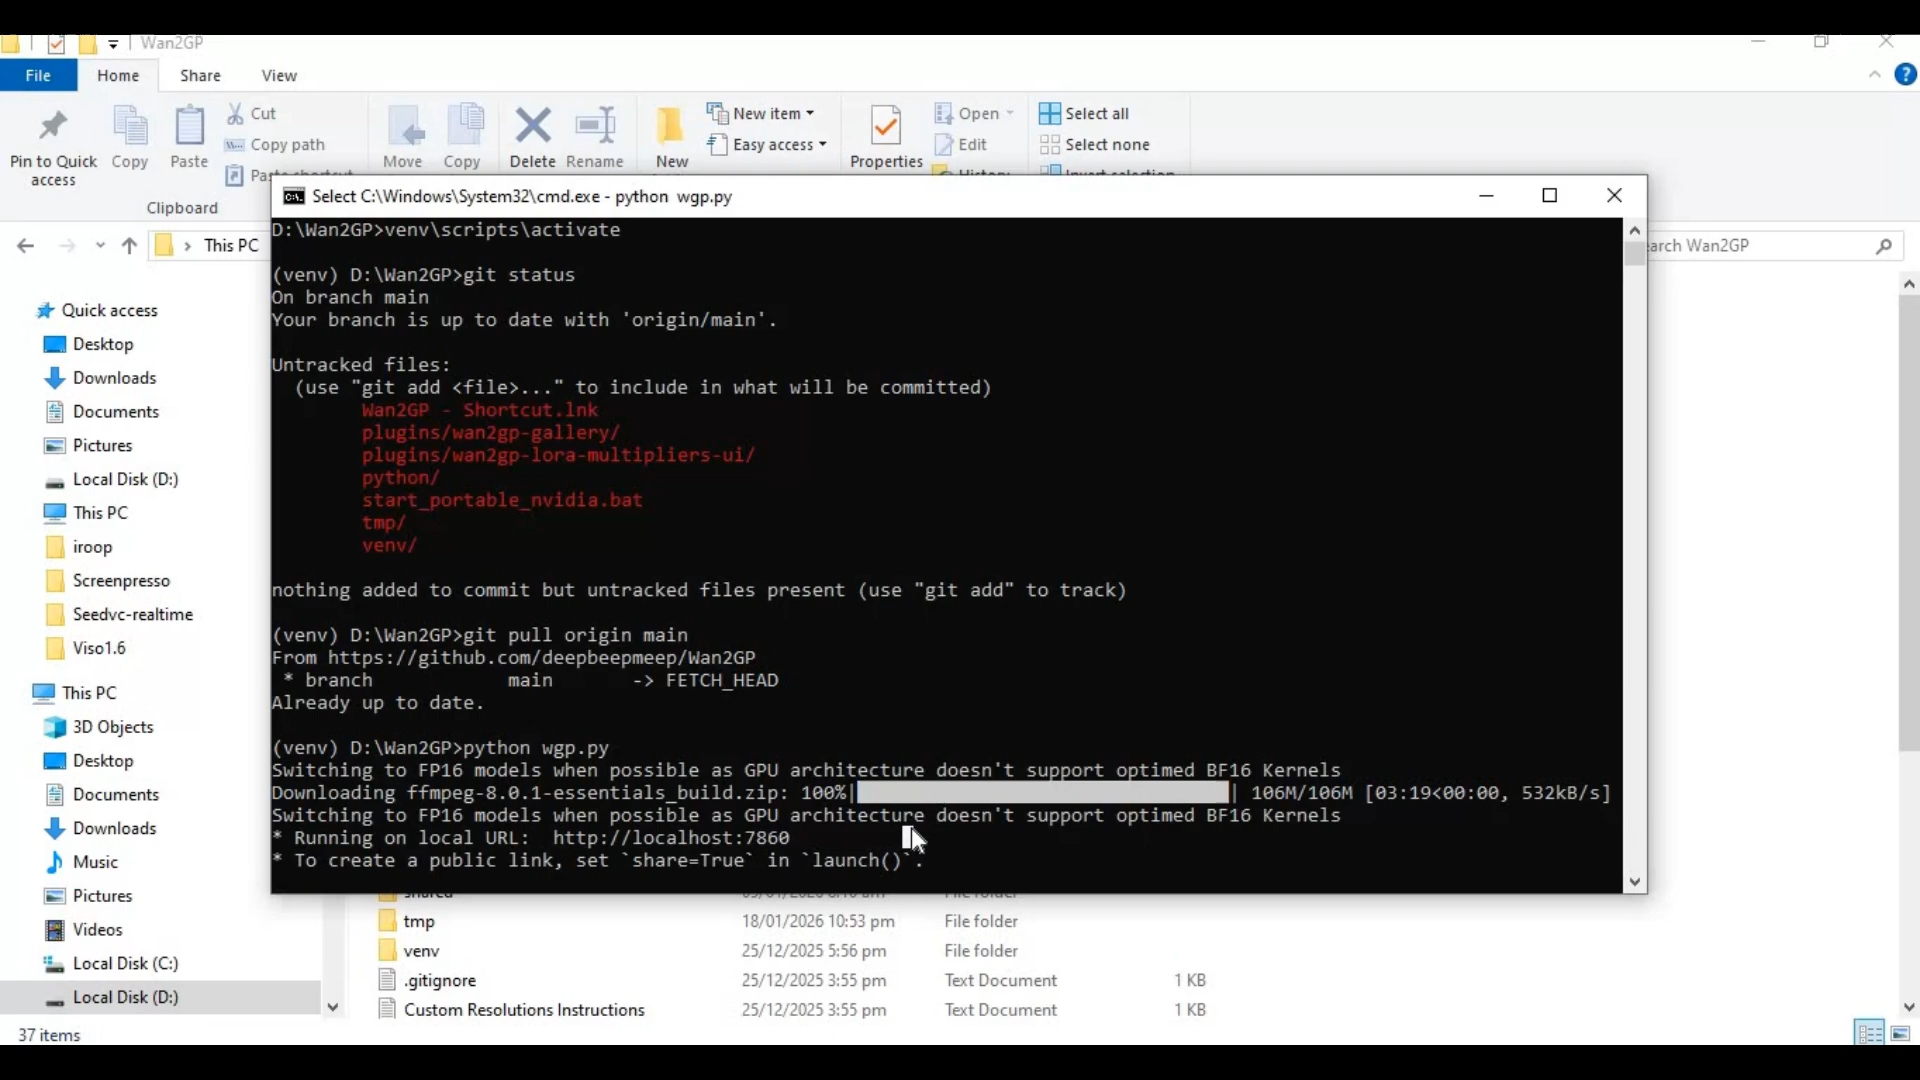 Wan2GP
File
Home
Share
View
Pin to Quick access
Copy
Paste
Cut
Copy path
Paste shortcut
Clipboard
Move
Copy
Delete
Rename
New
New item
Easy access
Properties
Open
Edit
History
Select all
Select none
Invert selection
This PC
arch Wan2GP
Quick access
Desktop
Downloads
Documents
Pictures
Local Disk (D:)
This PC
iroop
Screenpresso
Seedvc-realtime
Viso1.6
This PC
3D Objects
Desktop
Documents
Downloads
Music
Pictures
Videos
Local Disk (C:)
Local Disk (D:)
37 items
Select C:\Windows\System32\cmd.exe - python  wgp.py
D:\Wan2GP>venv\scripts\activate
(venv) D:\Wan2GP>git status
On branch main
Your branch is up to date with 'origin/main'.
Untracked files:
(use "git add <file>..." to include in what will be committed)
Wan2GP - Shortcut.lnk
plugins/wan2gp-gallery/
plugins/wan2gp-lora-multipliers-ui/
python/
start_portable_nvidia.bat
tmp/
venv/
nothing added to commit but untracked files present (use "git add" to track)
(venv) D:\Wan2GP>git pull origin main
From https://github.com/deepbeepmeep/Wan2GP
* branch            main       -> FETCH_HEAD
Already up to date.
(venv) D:\Wan2GP>python wgp.py
Switching to FP16 models when possible as GPU architecture doesn't support optimed BF16 Kernels
Downloading ffmpeg-8.0.1-essentials_build.zip: 100%| | 106M/106M [03:19<00:00, 532kB/s]
Switching to FP16 models when possible as GPU architecture doesn't support optimed BF16 Kernels
* Running on local URL:  http://localhost:7860
* To create a public link, set `share=True` in `launch()`.
shared
tmp 18/01/2026 10:53 pm File folder
venv 25/12/2025 5:56 pm File folder
.gitignore 25/12/2025 3:55 pm Text Document 1 KB
Custom Resolutions Instructions 25/12/2025 3:55 pm Text Document 1 KB